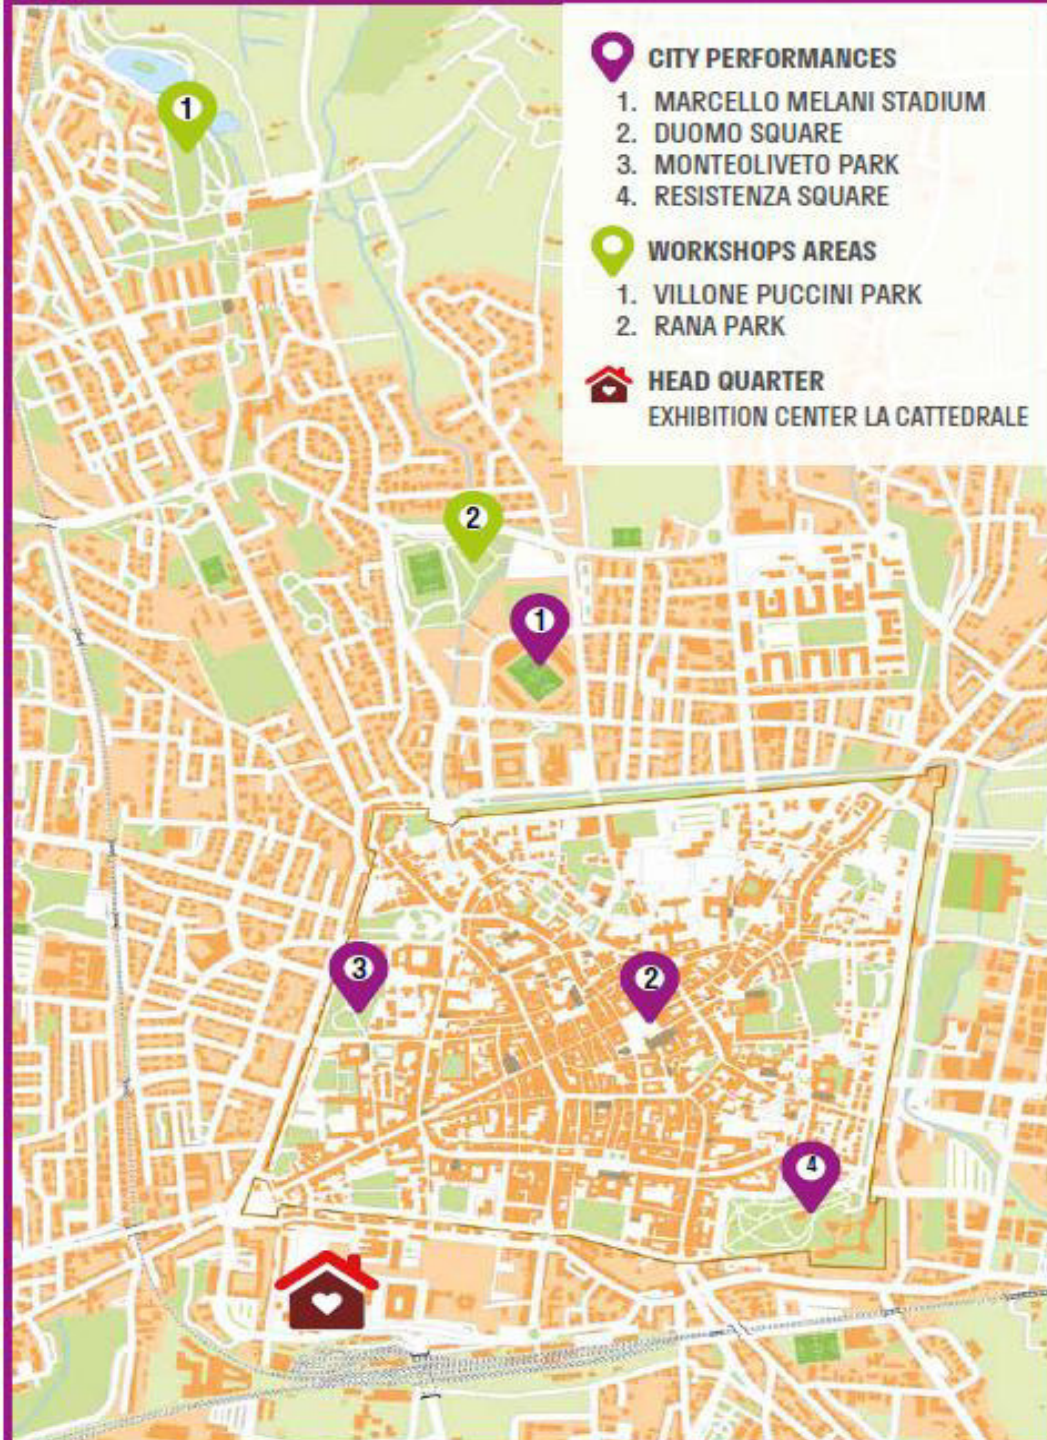 CITY PERFORMANCES
1. MARCELLO MELANI STADIUM
2. DUOMO SQUARE
3. MONTEOLIVETO PARK
4. RESISTENZA SQUARE
WORKSHOPS AREAS
1. VILLONE PUCCINI PARK
2. RANA PARK
HEAD QUARTER
EXHIBITION CENTER LA CATTEDRALE
1
2
1
3
2
4